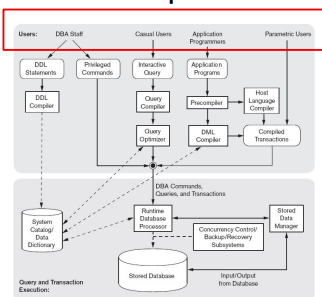 Users: DBA Staff Casual Users Application Programmers Parametric Users
DDL Statements
Privileged Commands
Interactive Query
Application Programs
DDL Compiler
Query Compiler
Precompiler
Host Language Compiler
Query Optimizer
DML Compiler
Compiled Transactions
DBA Commands, Queries, and Transactions
System Catalog/ Data Dictionary
Runtime Database Processor
Stored Data Manager
Concurrency Control/ Backup/Recovery Subsystems
Stored Database
Input/Output from Database
Query and Transaction Execution: